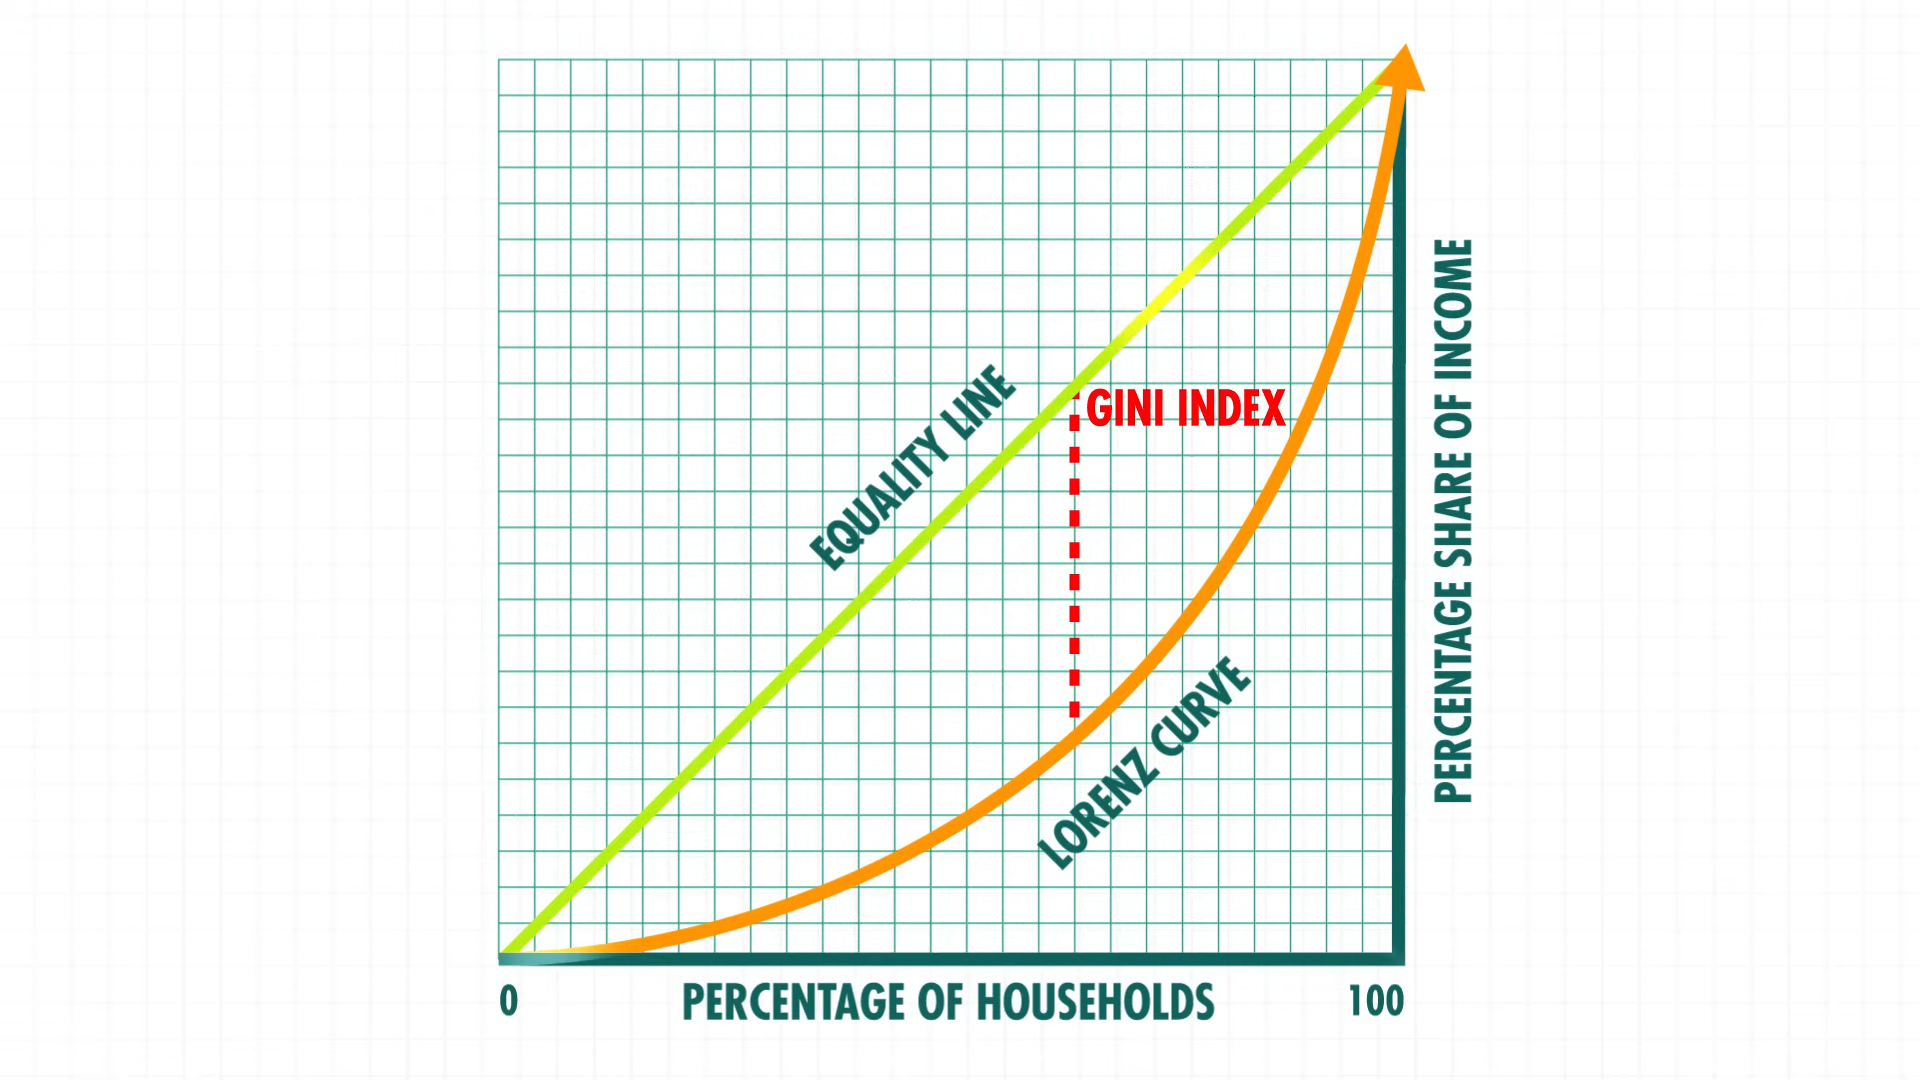 EQUALITY LINE
GINI INDEX
LORENZ CURVE
PERCENTAGE SHARE OF INCOME
0
PERCENTAGE OF HOUSEHOLDS
100